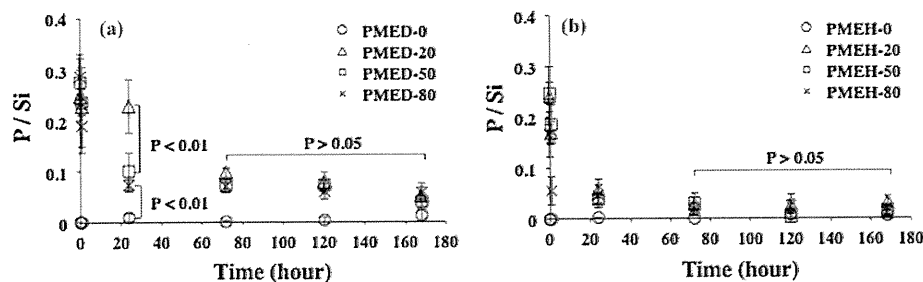 (a)
PMED-0
PMED-20
PMED-50
PMED-80
P / Si
0.4
0.3
0.2
0.1
0
P < 0.01
P < 0.01
P > 0.05
0 20 40 60 80 100 120 140 160 180
Time (hour)
(b)
PMEH-0
PMEH-20
PMEH-50
PMEH-80
P / Si
0.4
0.3
0.2
0.1
0
P > 0.05
0 20 40 60 80 100 120 140 160 180
Time (hour)